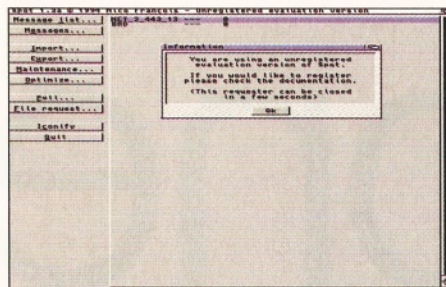 Spot 1.3a © 1994 Nico François - Unregistered evaluation version
Message list...
Messages...
Import...
Export...
Maintenance...
Optimize...
Poll...
File request...
Iconify
Quit
Information
You are using an unregistered
evaluation version of Spot.
If you would like to register
please check the documentation.
(This requester can be closed
in a few seconds)
Ok